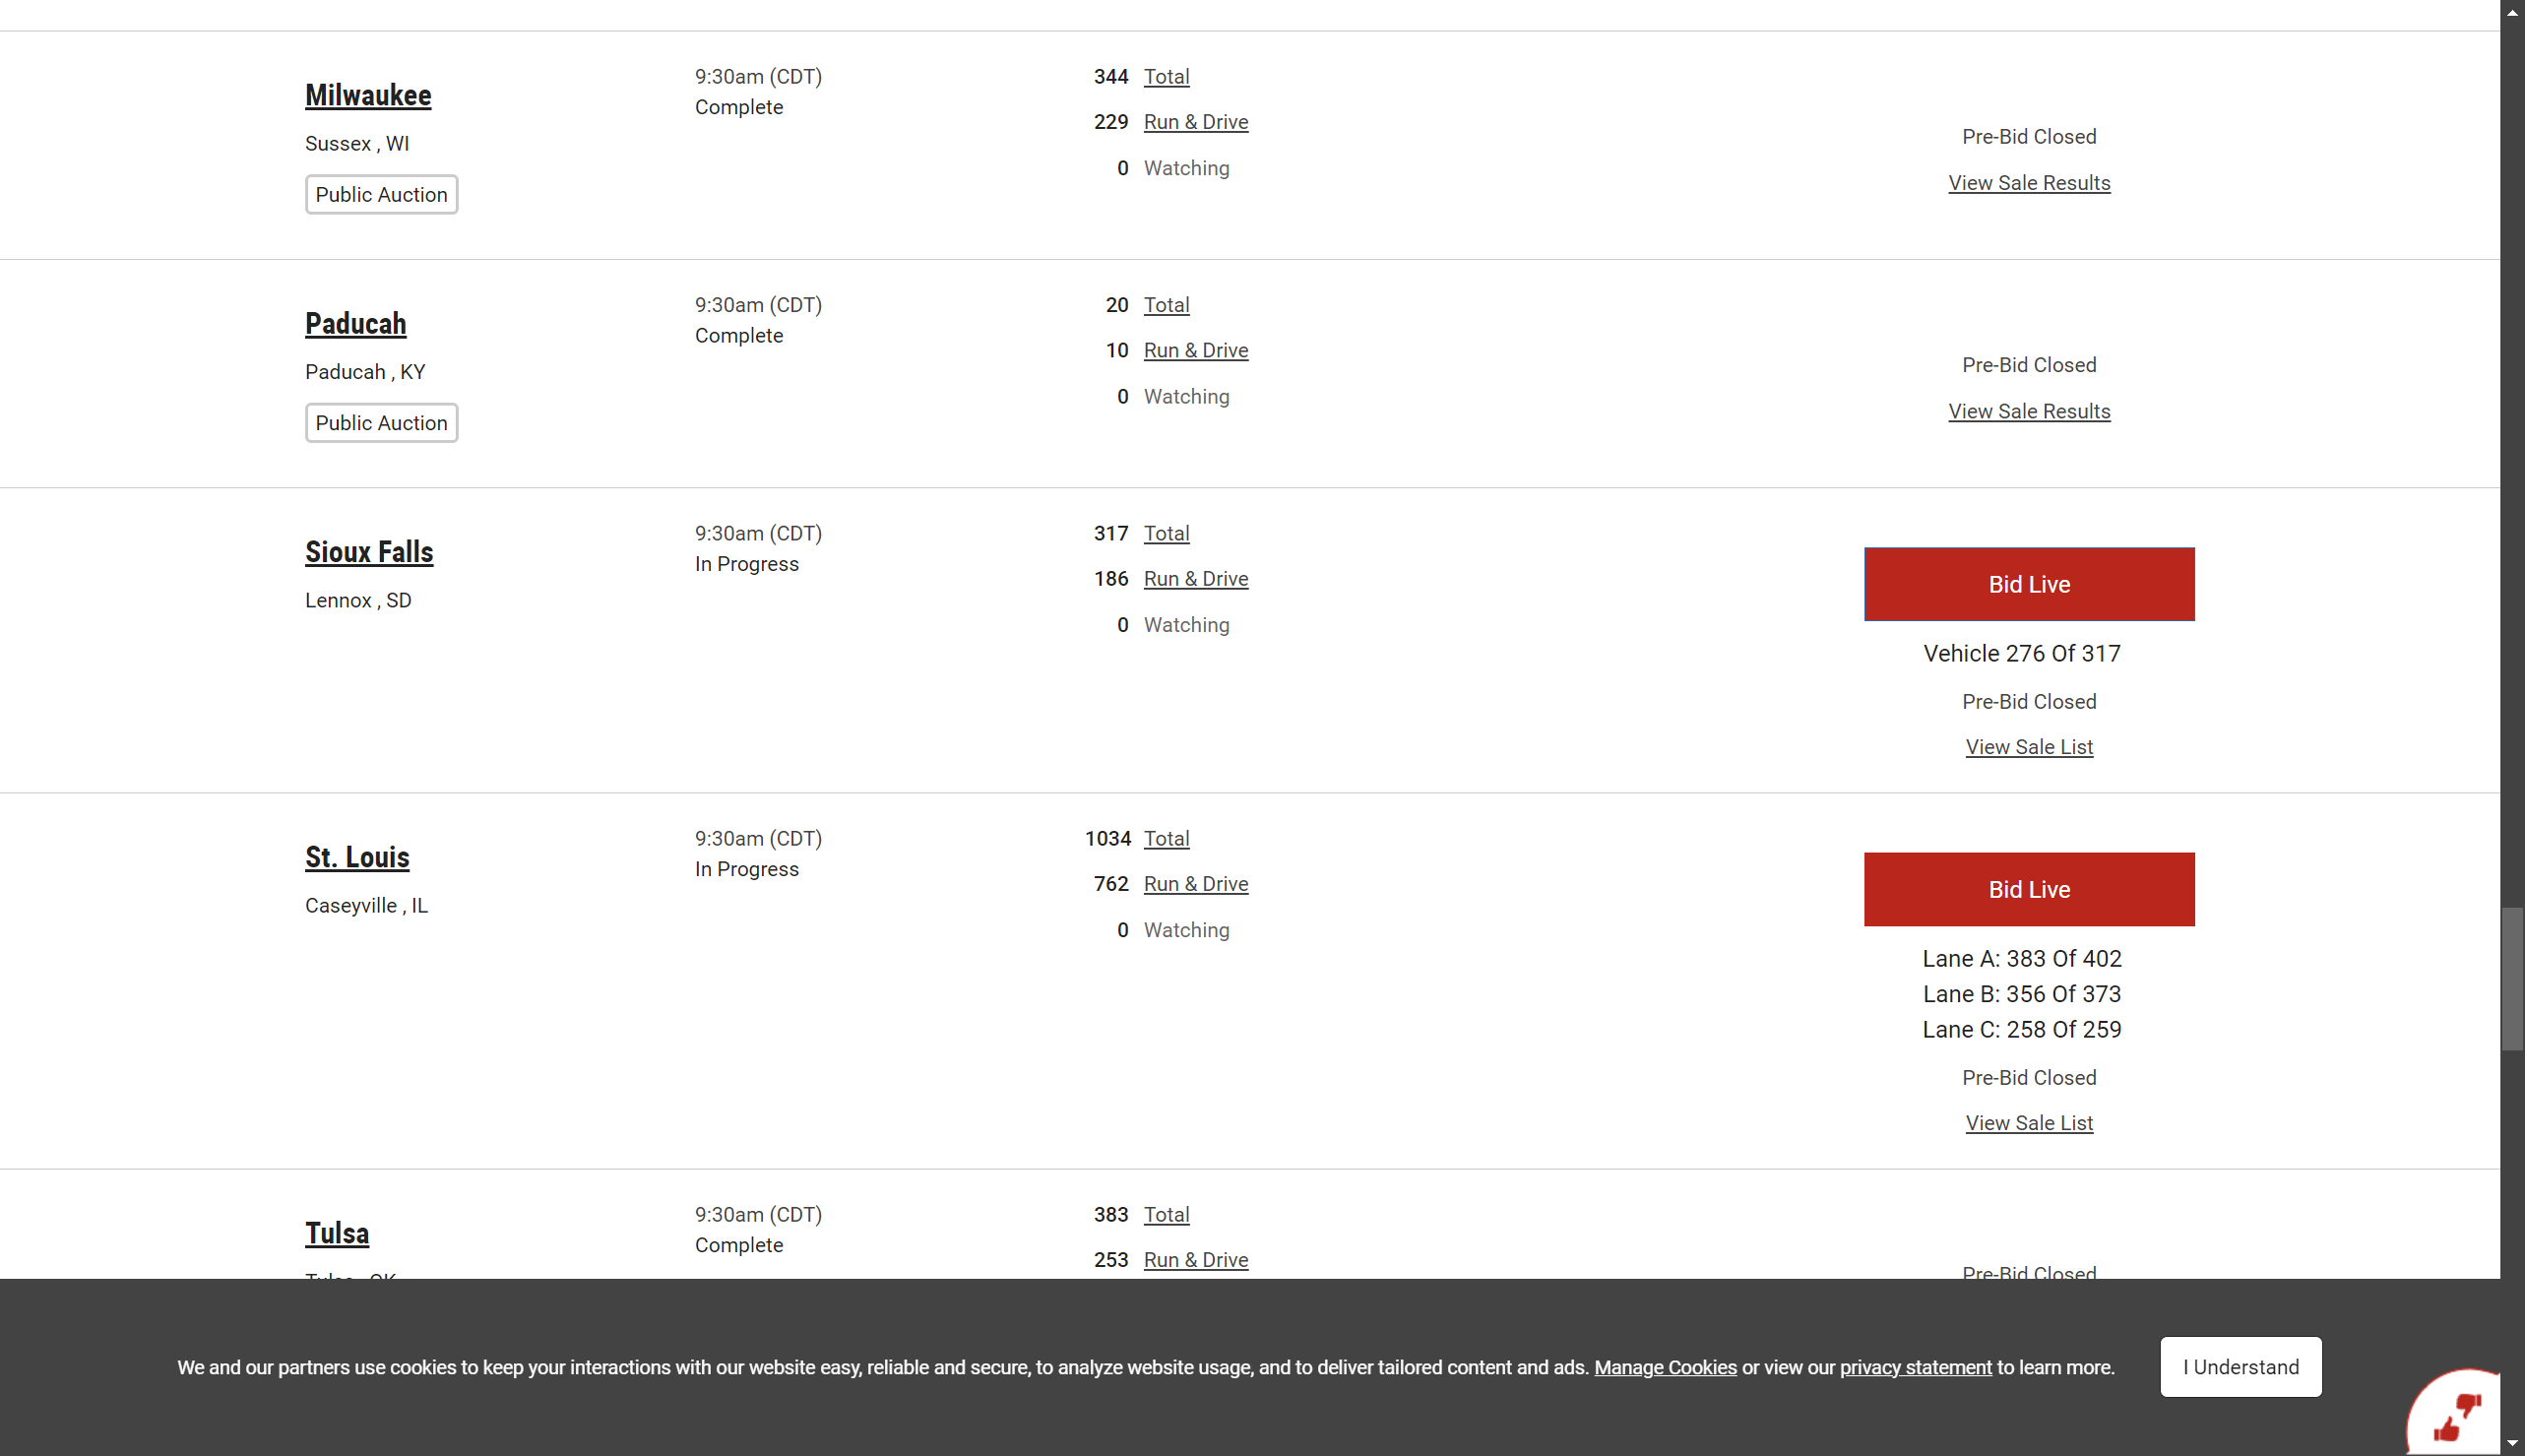 Milwaukee
Sussex , WI
Public Auction
9:30am (CDT)
Complete
344 Total
229 Run & Drive
0 Watching
Pre-Bid Closed
View Sale Results
Paducah
Paducah , KY
Public Auction
9:30am (CDT)
Complete
20 Total
10 Run & Drive
0 Watching
Pre-Bid Closed
View Sale Results
Sioux Falls
Lennox , SD
9:30am (CDT)
In Progress
317 Total
186 Run & Drive
0 Watching
Bid Live
Vehicle 276 Of 317
Pre-Bid Closed
View Sale List
St. Louis
Caseyville , IL
9:30am (CDT)
In Progress
1034 Total
762 Run & Drive
0 Watching
Bid Live
Lane A: 383 Of 402
Lane B: 356 Of 373
Lane C: 258 Of 259
Pre-Bid Closed
View Sale List
Tulsa
Tulsa , OK
9:30am (CDT)
Complete
383 Total
253 Run & Drive
Pre-Bid Closed
We and our partners use cookies to keep your interactions with our website easy, reliable and secure, to analyze website usage, and to deliver tailored content and ads. Manage Cookies or view our privacy statement to learn more.
I Understand